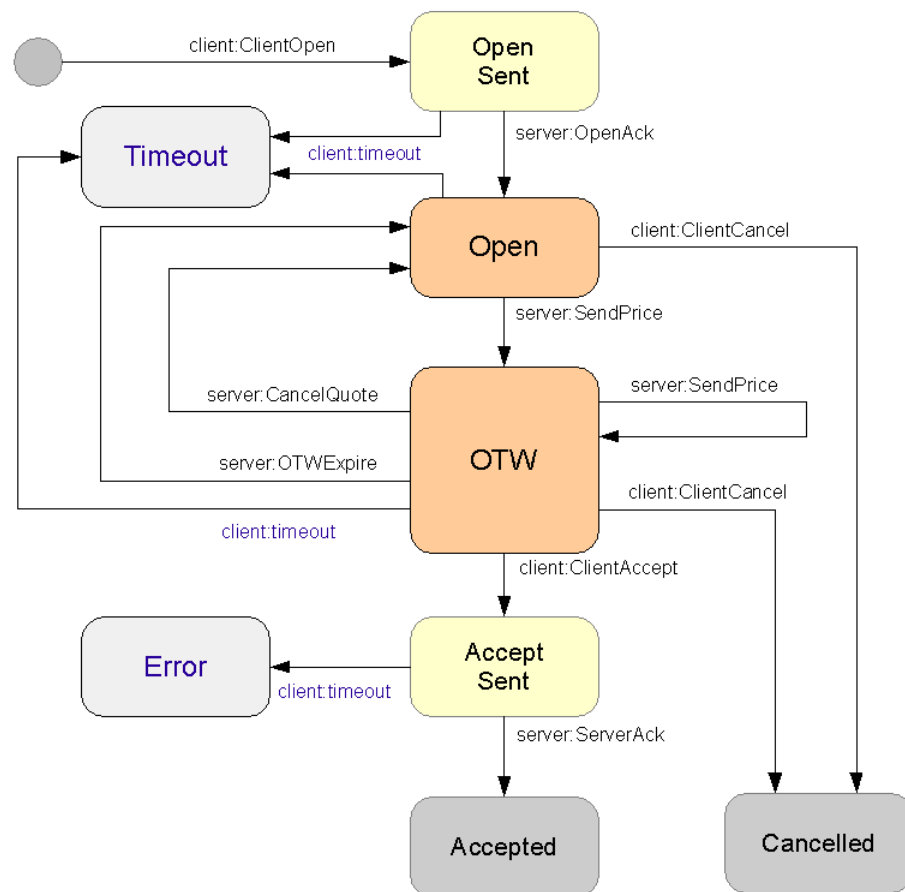 client:ClientOpen
Open
Sent
server:OpenAck
Timeout
client:timeout
Open
client:ClientCancel
server:SendPrice
server:CancelQuote
server:SendPrice
OTW
server:OTWExpire
client:ClientCancel
client:timeout
client:ClientAccept
Accept
Sent
Error
client:timeout
server:ServerAck
Accepted
Cancelled